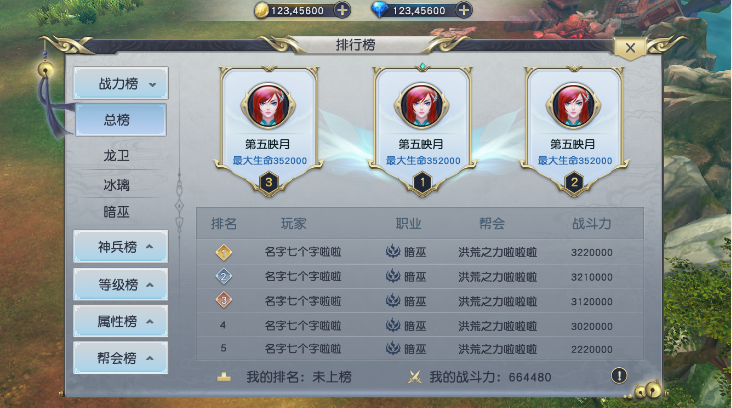 123,45600 123,45600
排行榜
战力榜
总榜
龙卫
冰璃
暗巫
神兵榜
等级榜
属性榜
帮会榜
第五映月
最大生命352000
3
第五映月
最大生命352000
1
第五映月
最大生命352000
2
排名 玩家 职业 帮会 战斗力
1 名字七个字啦啦 暗巫 洪荒之力啦啦啦 3220000
2 名字七个字啦啦 暗巫 洪荒之力啦啦啦 3210000
3 名字七个字啦啦 暗巫 洪荒之力啦啦啦 3120000
4 名字七个字啦啦 暗巫 洪荒之力啦啦啦 3020000
5 名字七个字啦啦 暗巫 洪荒之力啦啦啦 2220000
我的排名：未上榜 我的战斗力：664480